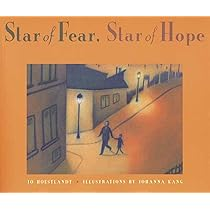 Star of Fear, Star of Hope
JO HOESTLANDT • ILLUSTRATIONS BY JOHANNA KANG